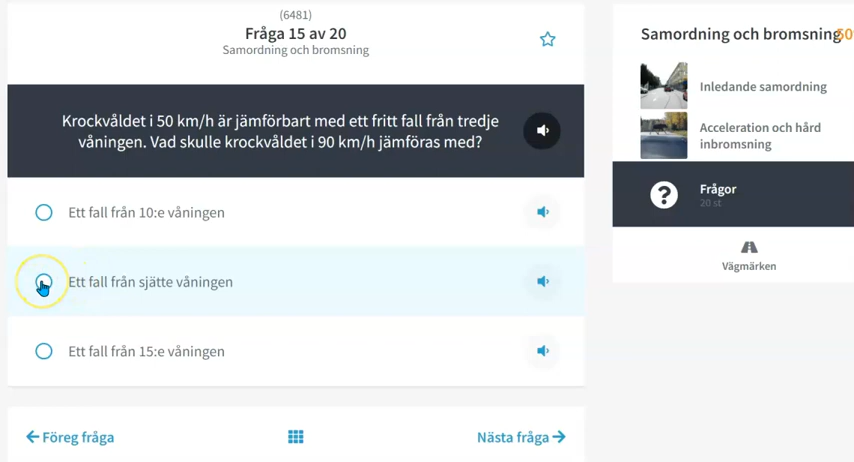 (6481)
Fråga 15 av 20
Samordning och bromsning
Krockvåldet i 50 km/h är jämförbart med ett fritt fall från tredje
våningen. Vad skulle krockvåldet i 90 km/h jämföras med?
Ett fall från 10:e våningen
Ett fall från sjätte våningen
Ett fall från 15:e våningen
Föreg fråga
Nästa fråga
Samordning och bromsning
Inledande samordning
Acceleration och hård
inbromsning
Frågor
20 st
Vägmärken